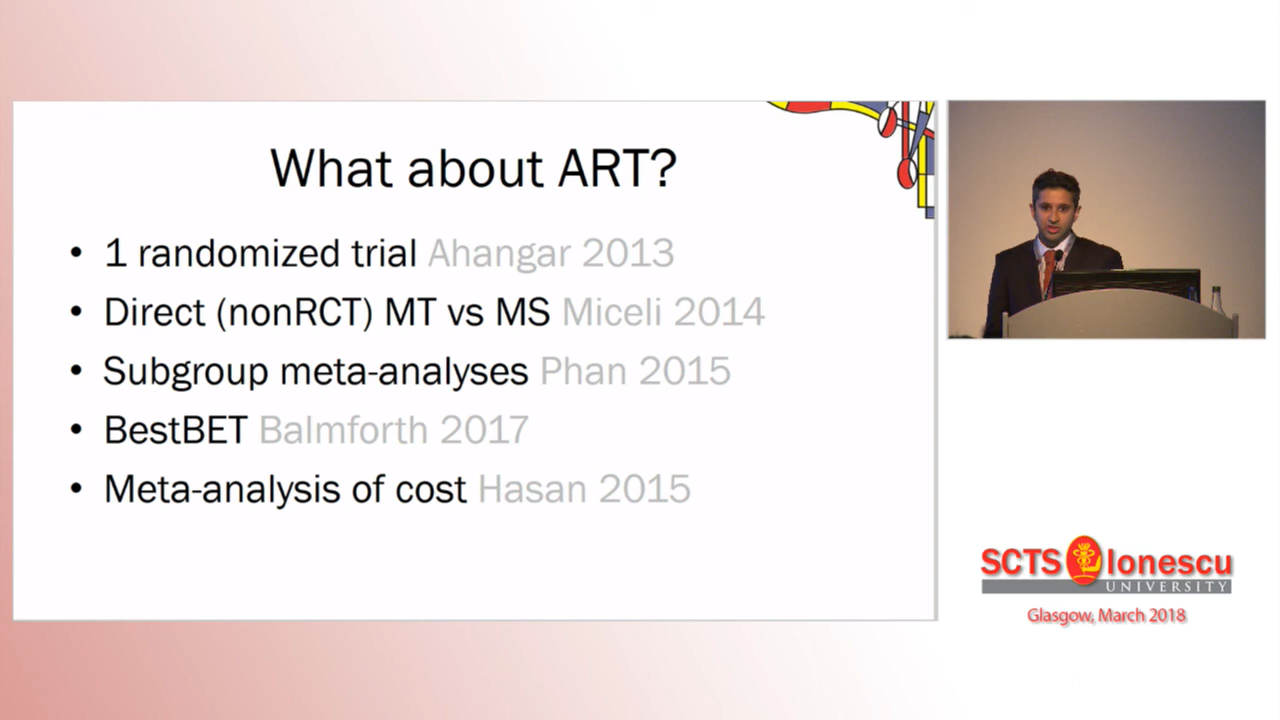 What about ART?
• 1 randomized trial Ahangar 2013
• Direct (nonRCT) MT vs MS Miceli 2014
• Subgroup meta-analyses Phan 2015
• BestBET Balmforth 2017
• Meta-analysis of cost Hasan 2015
SCTS Ionescu
UNIVERSITY
Glasgow, March 2018